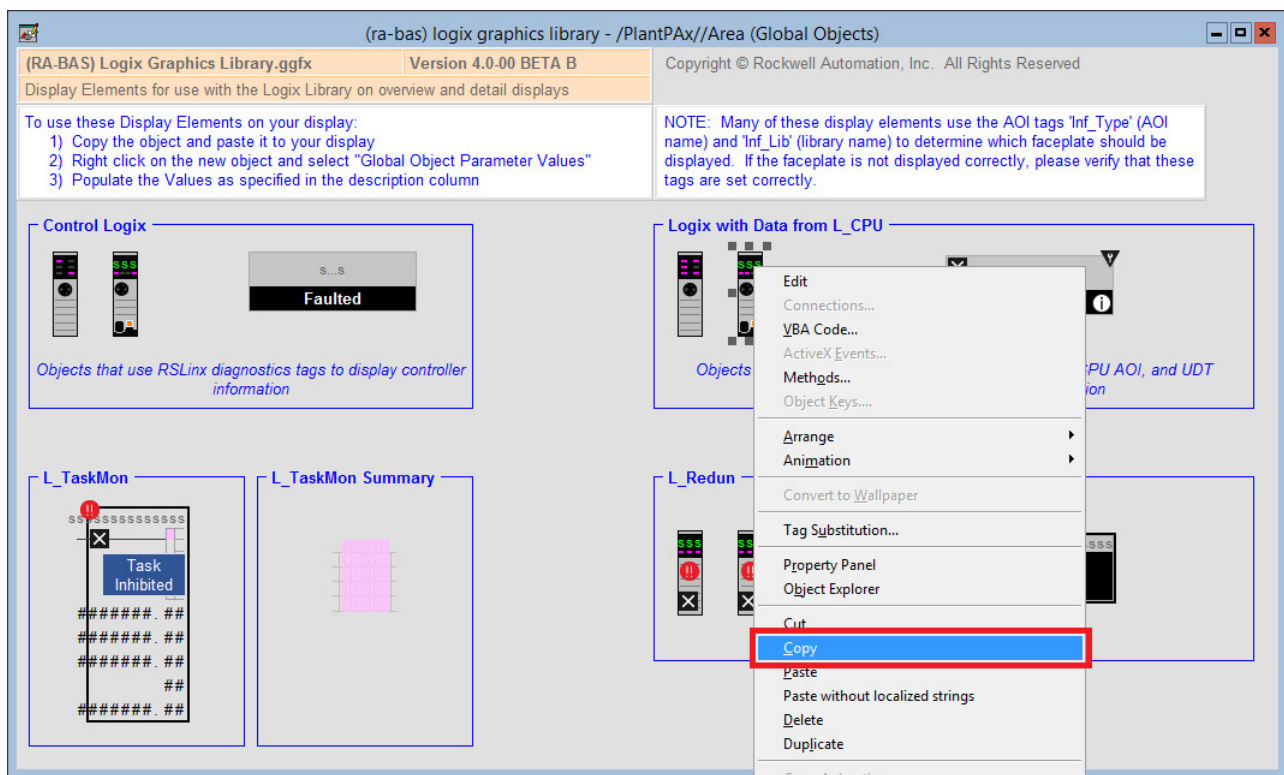 (ra-bas) logix graphics library - /PlantPAx//Area (Global Objects)
(RA-BAS) Logix Graphics Library.ggfx Version 4.0-00 BETA B
Copyright © Rockwell Automation, Inc. All Rights Reserved
Display Elements for use with the Logix Library on overview and detail displays
To use these Display Elements on your display:
1) Copy the object and paste it to your display
2) Right click on the new object and select "Global Object Parameter Values"
3) Populate the Values as specified in the description column
NOTE: Many of these display elements use the AOI tags 'Inf_Type' (AOI
name) and 'Inf_Lib' (library name) to determine which faceplate should be
displayed. If the faceplate is not displayed correctly, please verify that these
tags are set correctly.
Control Logix
sss
s...s
Faulted
Objects that use RSLinx diagnostics tags to display controller
information
Logix with Data from L_CPU
sss
Objects
PU AOI, and UDT
ion
L_TaskMon
ssssssssssssss
Task
Inhibited
#######.##
#######.##
#######.##
##
#######.##
L_TaskMon Summary
L_Redun
sss
sss
sss
Edit
Connections...
VBA Code...
ActiveX Events...
Methods...
Object Keys....
Arrange
Animation
Convert to Wallpaper
Tag Substitution...
Property Panel
Object Explorer
Cut
Copy
Paste
Paste without localized strings
Delete
Duplicate